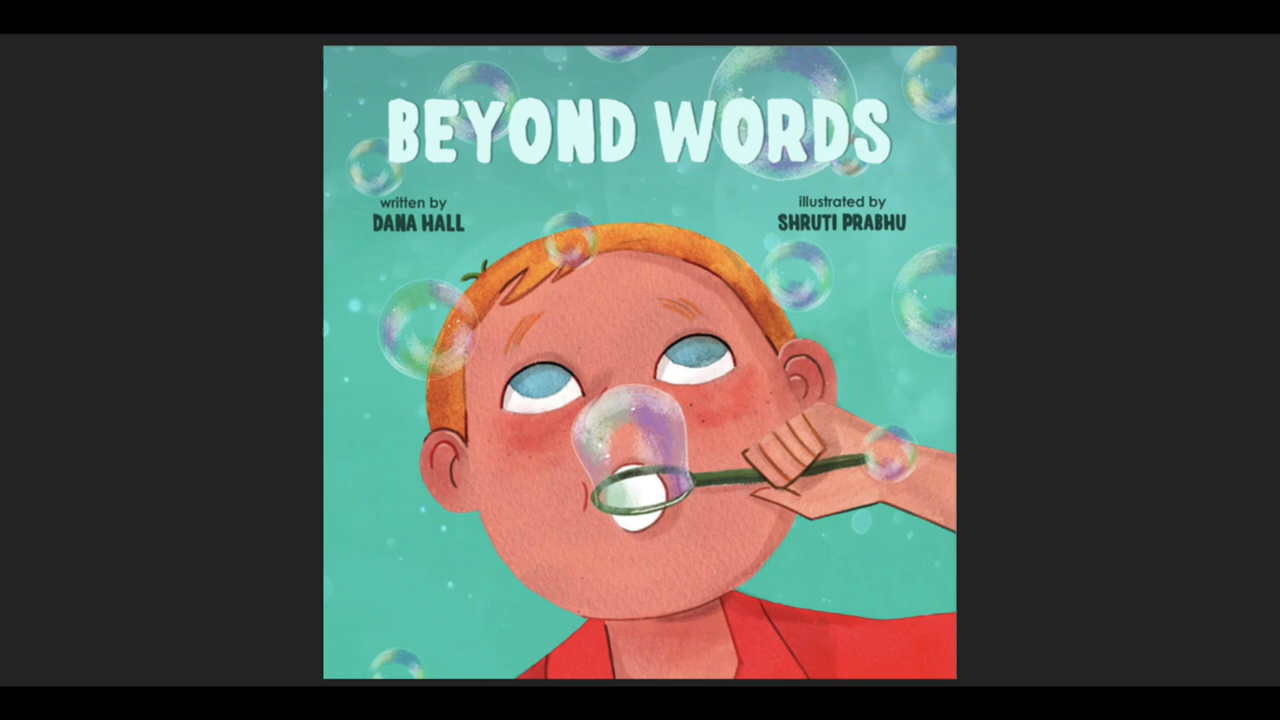 BEYOND WORDS
written by
DANA HALL
illustrated by
SHRUTI PRABHU